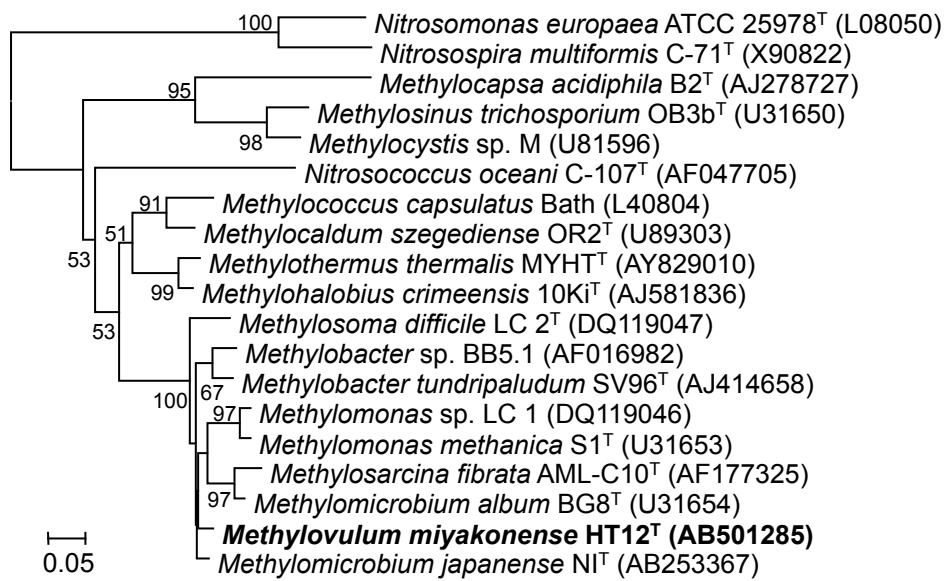 100
Nitrosomonas europaea ATCC 25978ᵀ (L08050)
Nitrosospira multiformis C-71ᵀ (X90822)
95
Methylocapsa acidiphila B2ᵀ (AJ278727)
Methylosinus trichosporium OB3bᵀ (U31650)
98
Methylocystis sp. M (U81596)
Nitrosococcus oceani C-107ᵀ (AF047705)
91
Methylococcus capsulatus Bath (L40804)
53
51
Methylocaldum szegediense OR2ᵀ (U89303)
Methylothermus thermalis MYHTᵀ (AY829010)
99
Methylohalobius crimeensis 10Kiᵀ (AJ581836)
53
Methylosoma difficile LC 2ᵀ (DQ119047)
Methylobacter sp. BB5.1 (AF016982)
100
67
Methylobacter tundripaludum SV96ᵀ (AJ414658)
97
Methylomonas sp. LC 1 (DQ119046)
Methylomonas methanica S1ᵀ (U31653)
Methylosarcina fibrata AML-C10ᵀ (AF177325)
97
Methylomicrobium album BG8ᵀ (U31654)
Methylovulum miyakonense HT12ᵀ (AB501285)
0.05
Methylomicrobium japanense NIᵀ (AB253367)